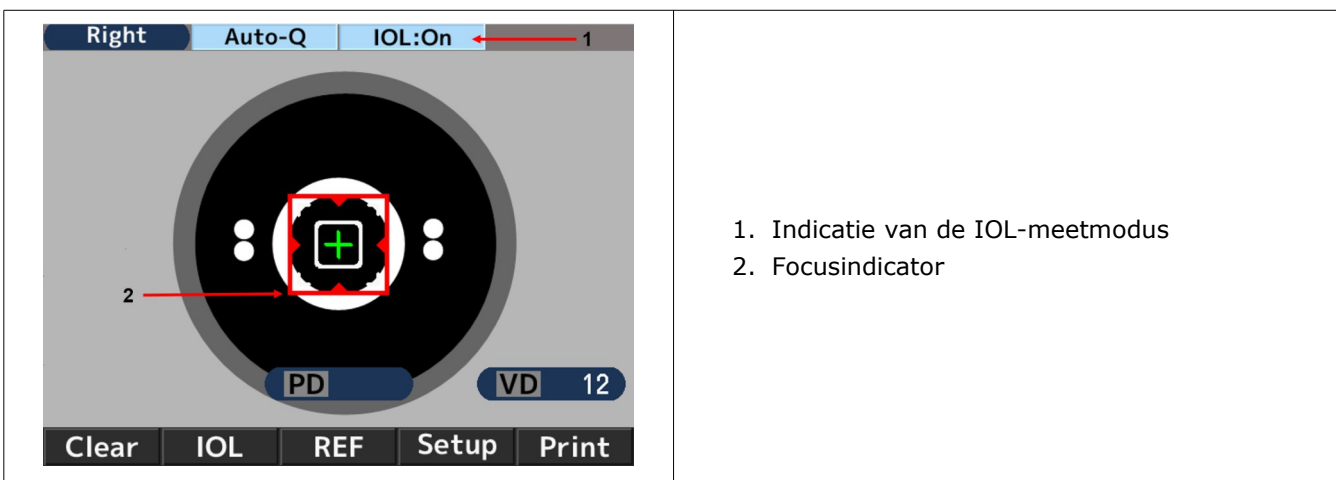 Right Auto-Q IOL:On 1
2
PD VD 12
Clear IOL REF Setup Print
1. Indicatie van de IOL-meetmodus
2. Focusindicator